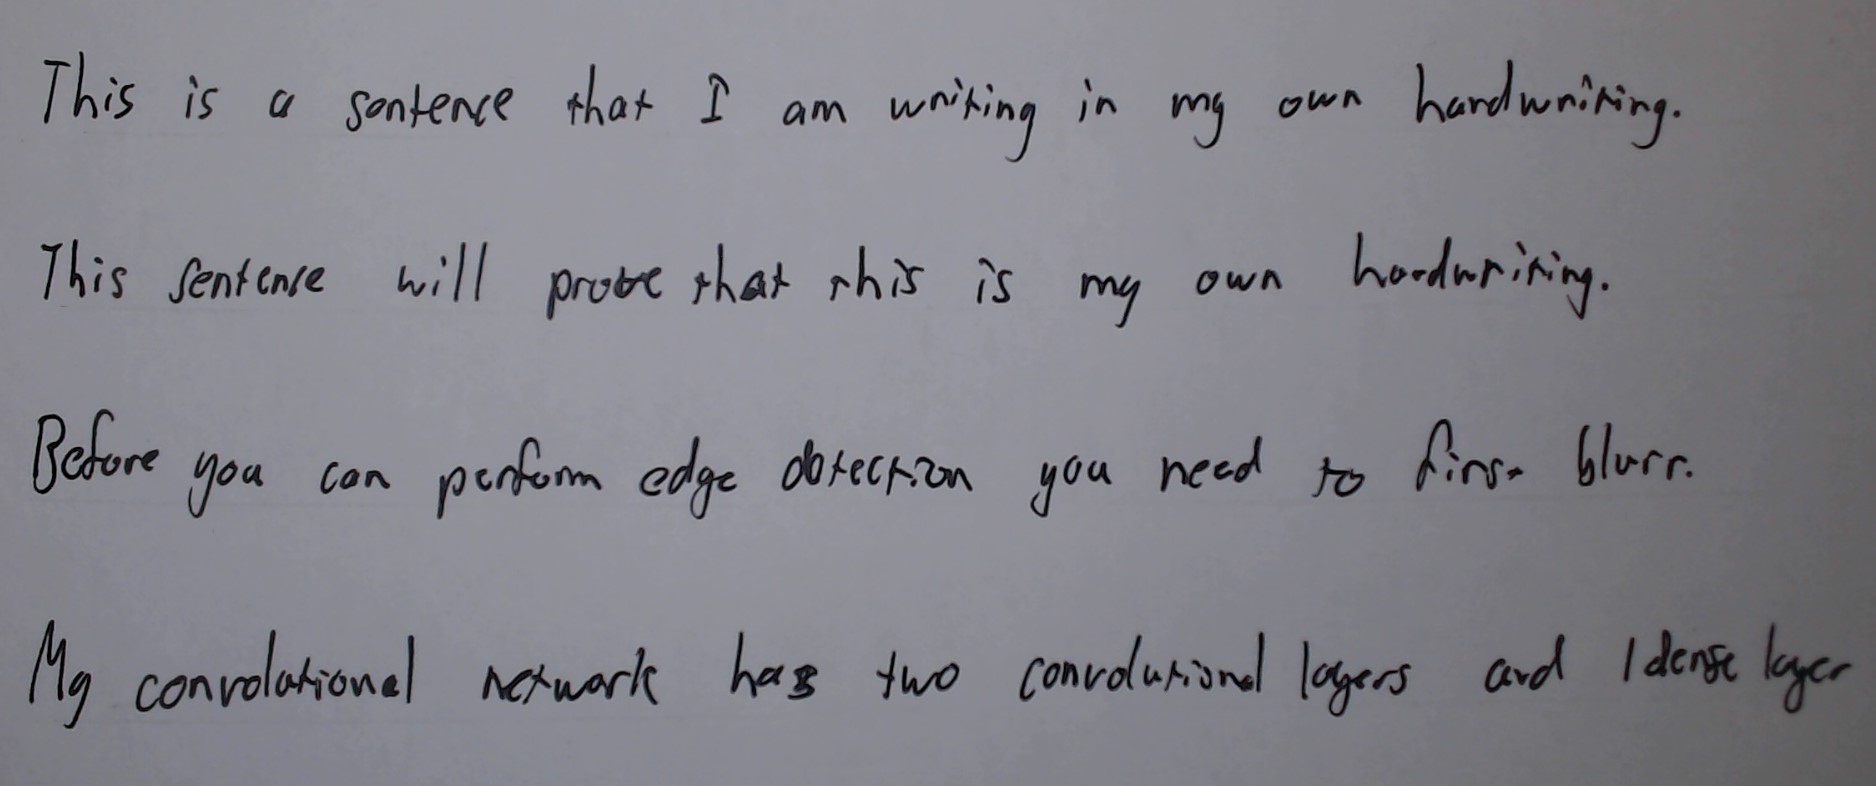 This is a sentence that I am writing in my own handwriting.
This sentence will prove that this is my own handwriting.
Before you can perform edge detection you need to first blurr.
My convolational network has two convolutional layers and 1 dense layer